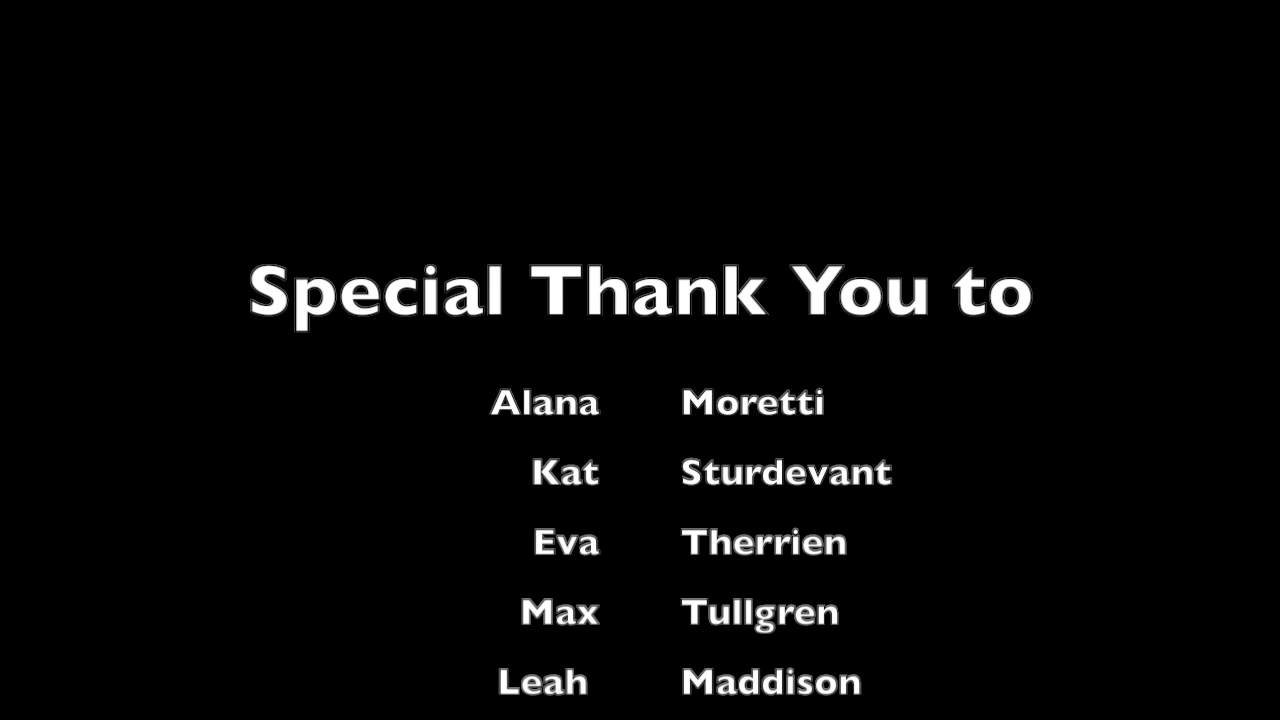 Special Thank You to
Alana Moretti
Kat Sturdevant
Eva Therrien
Max Tullgren
Leah Maddison